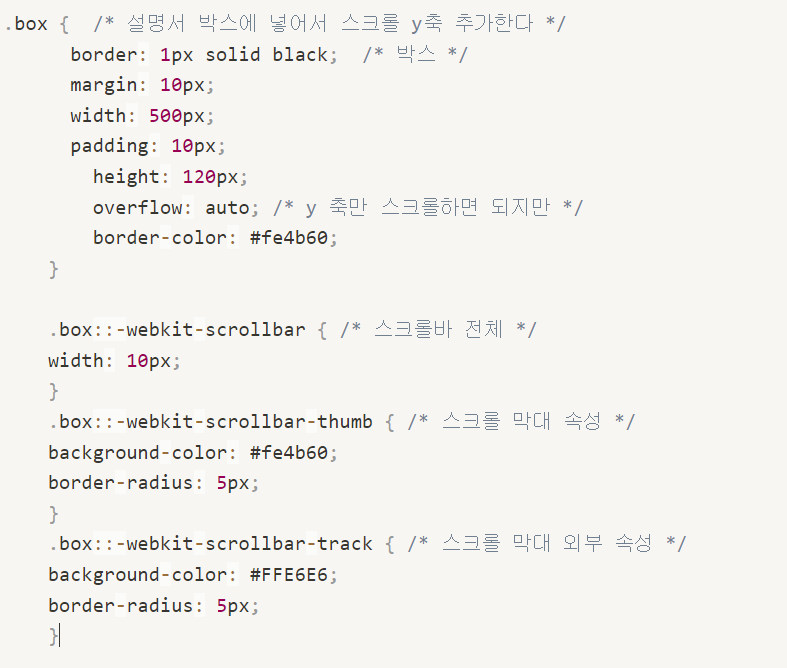 .box {  /* 설명서 박스에 넣어서 스크롤 y축 추가한다 */
border: 1px solid black;  /* 박스 */
margin: 10px;
width: 500px;
padding: 10px;
height: 120px;
overflow: auto; /* y 축만 스크롤하면 되지만 */
border-color: #fe4b60;
}
.box::-webkit-scrollbar { /* 스크롤바 전체 */
width: 10px;
}
.box::-webkit-scrollbar-thumb { /* 스크롤 막대 속성 */
background-color: #fe4b60;
border-radius: 5px;
}
.box::-webkit-scrollbar-track { /* 스크롤 막대 외부 속성 */
background-color: #FFE6E6;
border-radius: 5px;
}